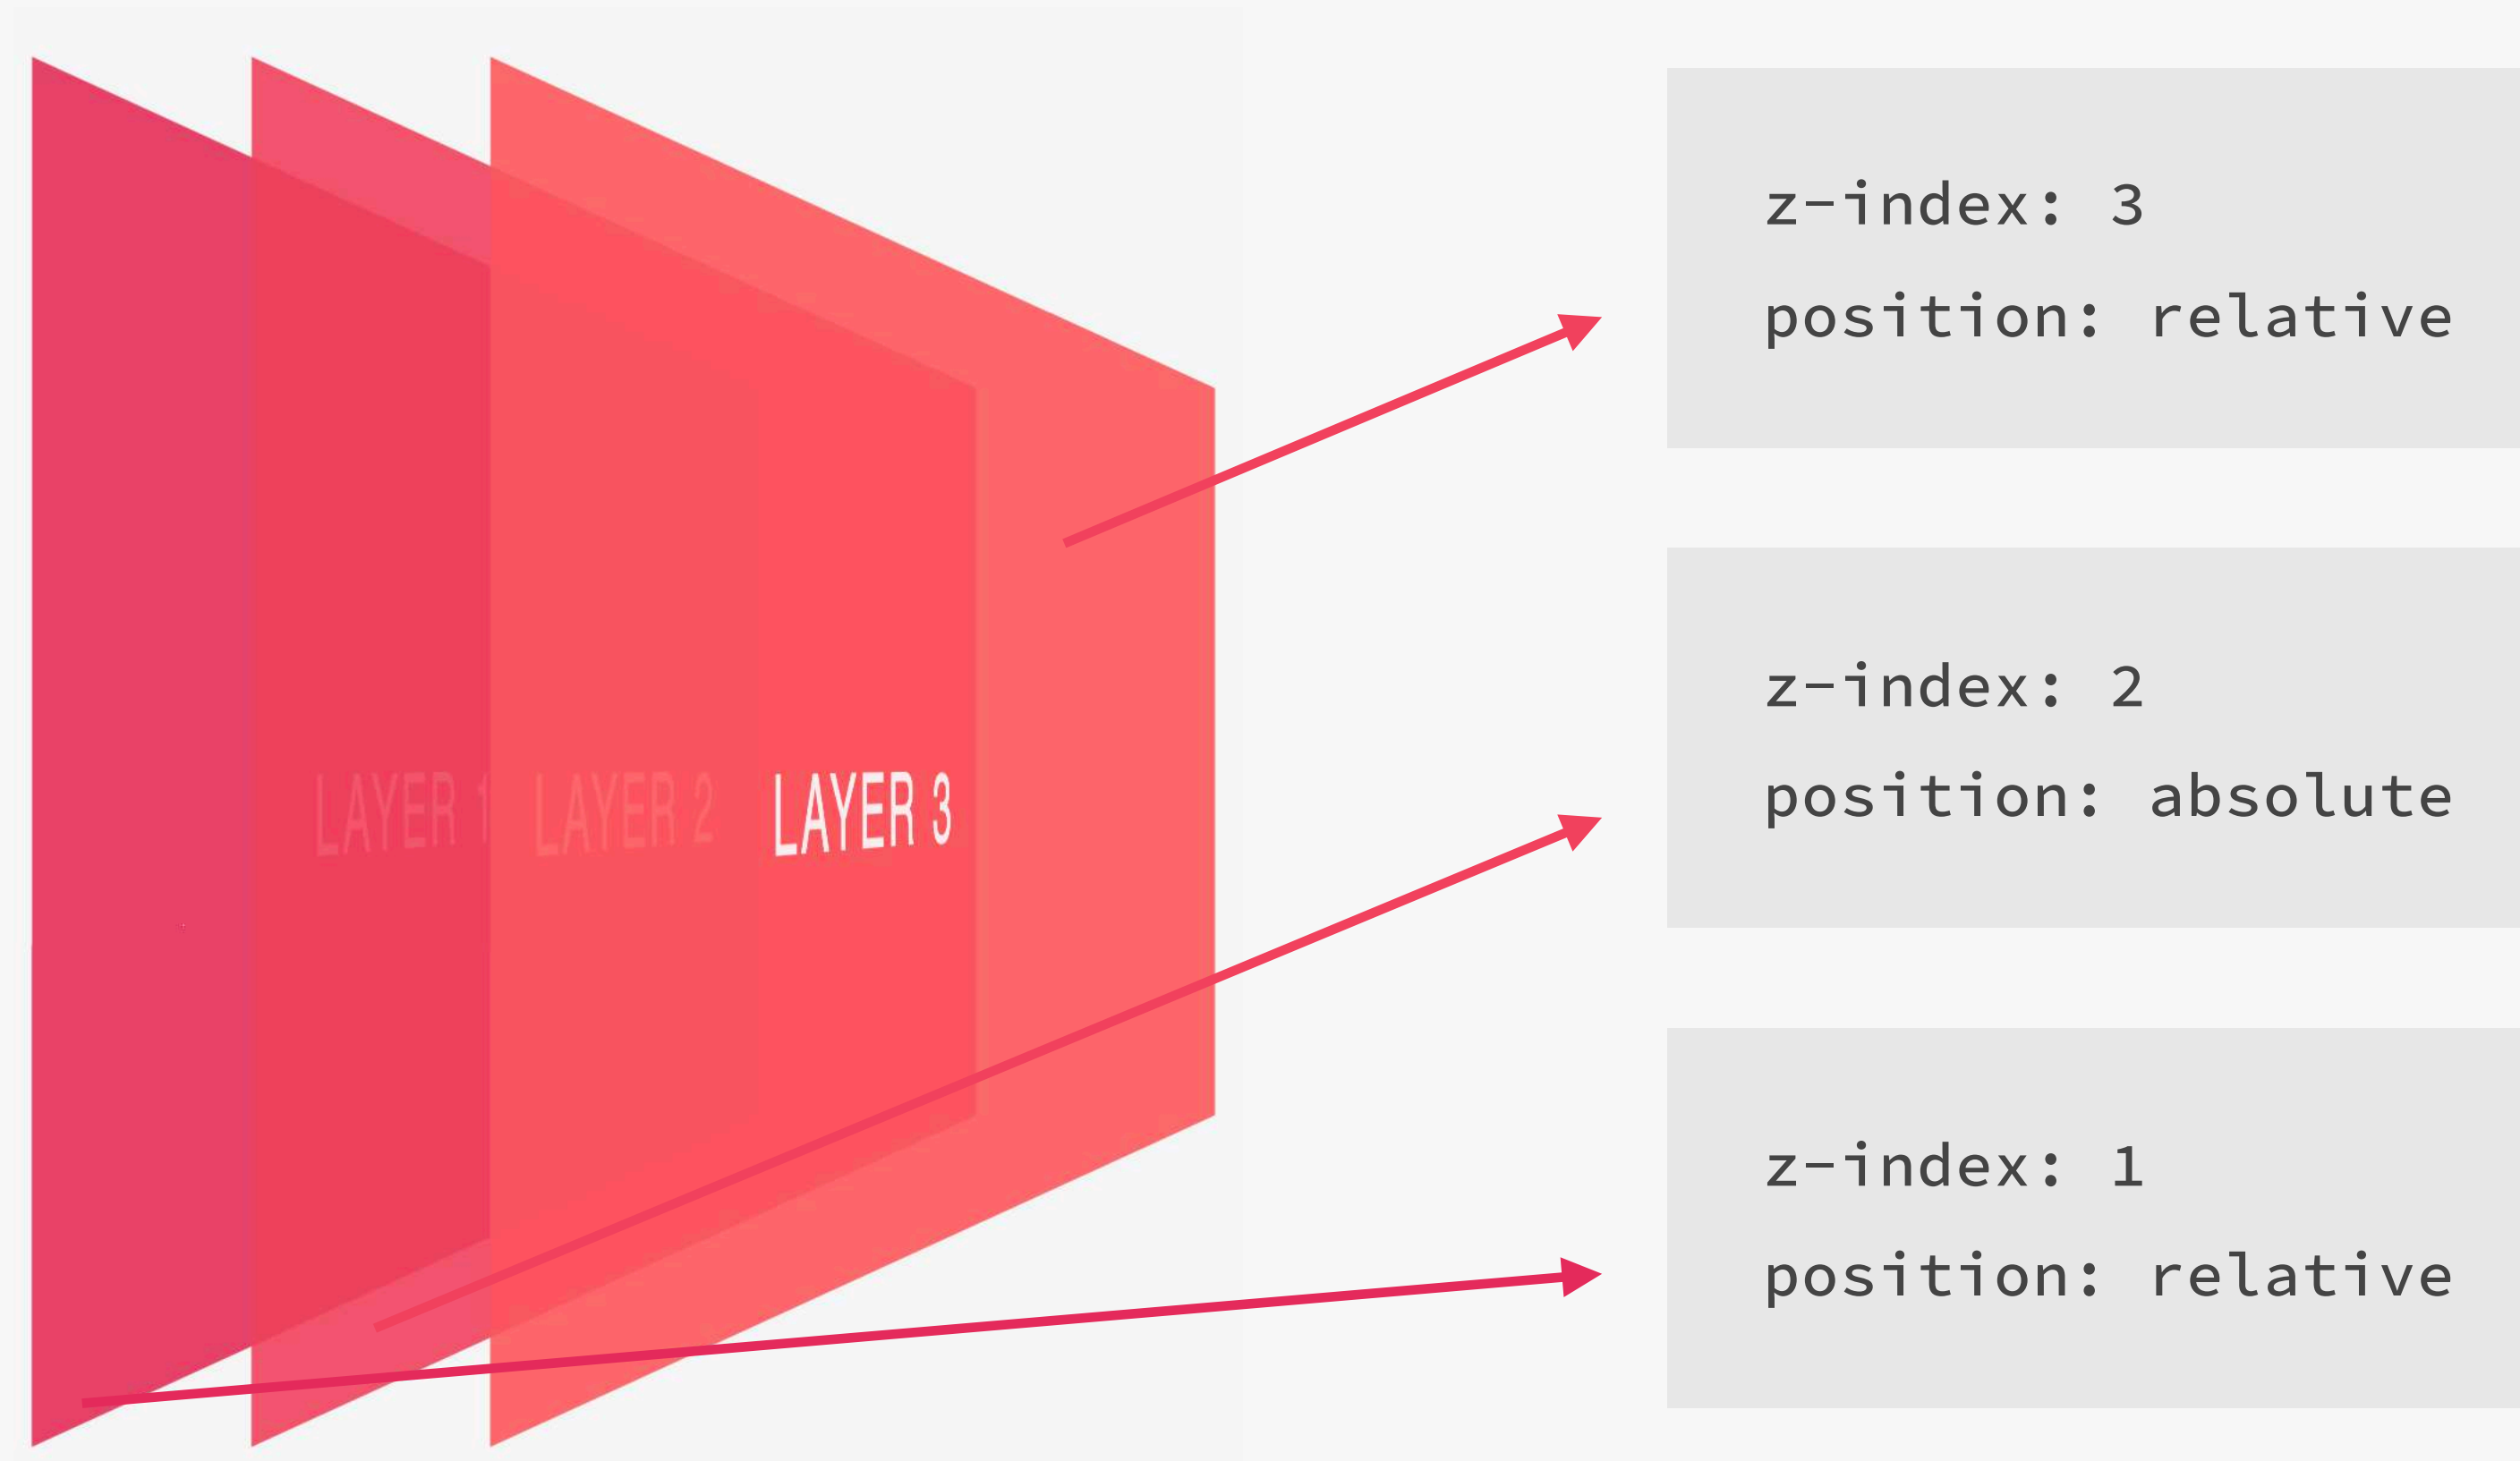 z-index: 3
position: relative
z-index: 2
position: absolute
LAYER 1 LAYER 2 LAYER 3
z-index: 1
position: relative